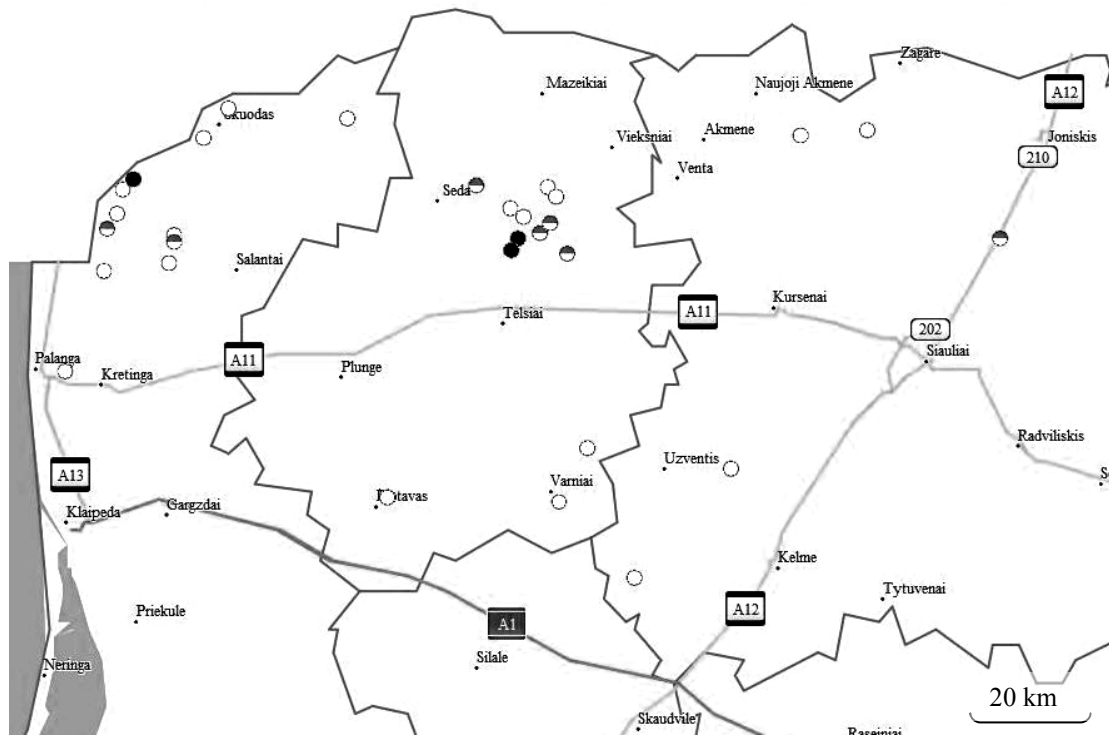 Zagare
Mazeikiai
Naujoji Akmene
A12
Skuodas
Akmene
Joniskis
Vieksniai
210
Venta
Seda
Salantai
Kursenai
A11
Telsiai
202
A11
Siauliai
Palanga
Plunge
Kretinga
Radviliskis
Uzventis
A13
Varniai
Klaipeda
Gargzdai
Kelme
Tytuvenai
A12
Priekule
A1
Silale
Neringa
20 km
Skaudvile
Raseiniai